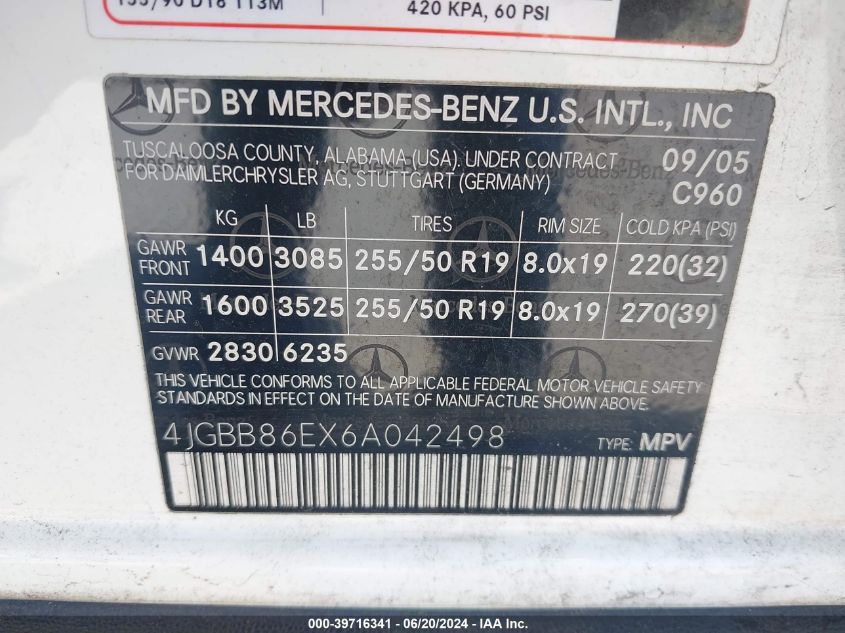 155/90 D18 113M
420 KPA, 60 PSI
MFD BY MERCEDES-BENZ U.S. INTL., INC
TUSCALOOSA COUNTY, ALABAMA (USA). UNDER CONTRACT 09/05
FOR DAIMLERCHRYSLER AG, STUTTGART (GERMANY) C960
KG LB TIRES RIM SIZE COLD KPA (PSI)
GAWR FRONT 1400 3085 255/50 R19 8.0x19 220(32)
GAWR REAR 1600 3525 255/50 R19 8.0x19 270(39)
GVWR 2830 6235
THIS VEHICLE CONFORMS TO ALL APPLICABLE FEDERAL MOTOR VEHICLE SAFETY
STANDARDS IN EFFECT ON THE DATE OF MANUFACTURE SHOWN ABOVE.
4JGBB86EX6A042498 TYPE: MPV
000-39716341 - 06/20/2024 - IAA Inc.